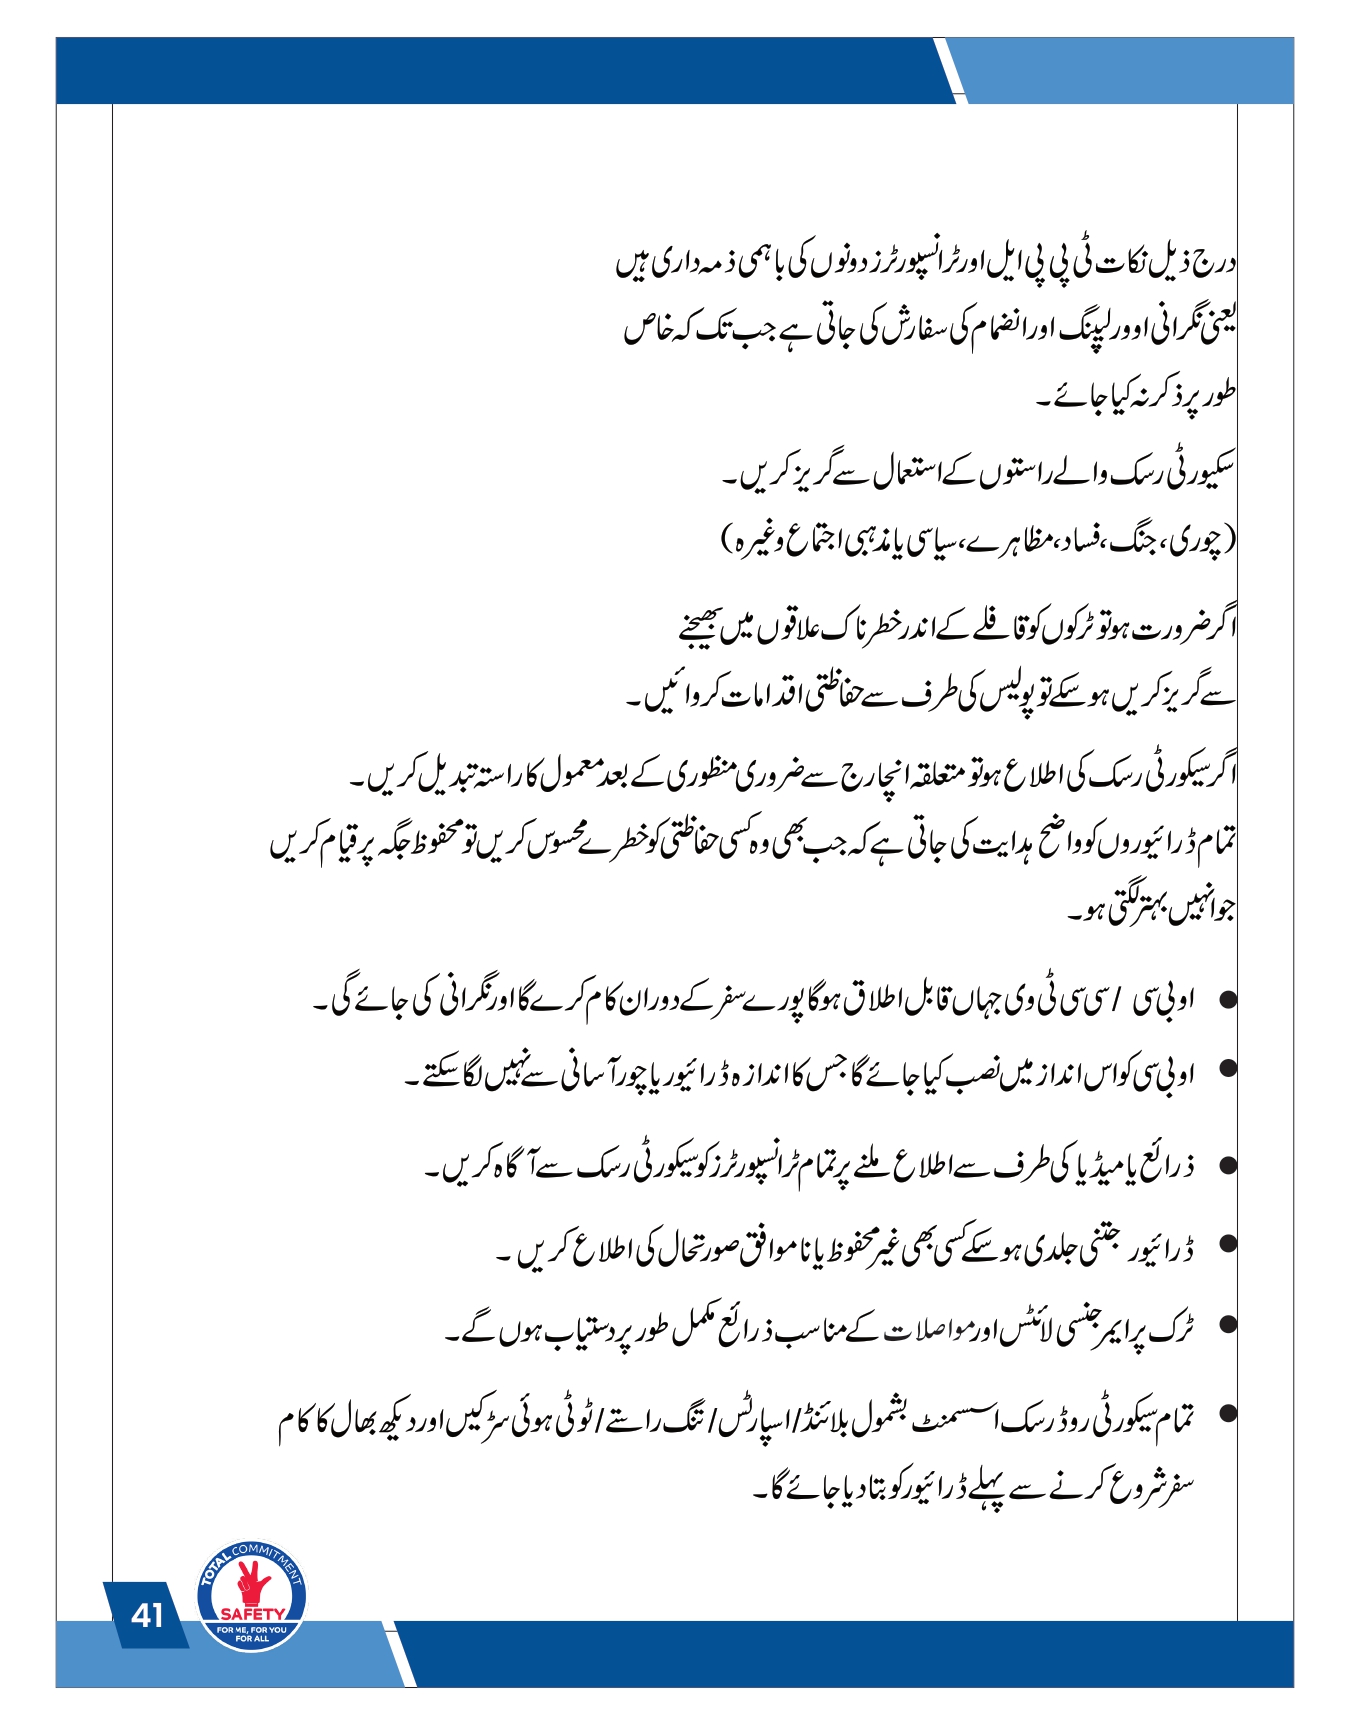 درج ذیل نکات ٹی پی پی ایل اور ٹرانسپورٹرز دونوں کی باہمی ذمہ داری ہیں
یعنی نگرانی اوورلیپنگ اور انضمام کی سفارش کی جاتی ہے جب تک کہ خاص
طور پر ذکر نہ کیا جائے۔
سکیورٹی رسک والے راستوں کے استعمال سے گریز کریں۔
(چوری، جنگ، فساد، مظاہرے، سیاسی یا مذہبی اجتماع وغیرہ)
اگر ضرورت ہو تو ٹرکوں کو قافلے کے اندر خطرناک علاقوں میں بھیجنے
سے گریز کریں ہو سکے تو پولیس کی طرف سے حفاظتی اقدامات کروائیں۔
اگر سیکورٹی رسک کی اطلاع ہو تو متعلقہ انچارج سے ضروری منظوری کے بعد معمول کا راستہ تبدیل کریں۔
تمام ڈرائیوروں کو واضح ہدایت کی جاتی ہے کہ جب بھی وہ کسی حفاظتی کو خطرے محسوس کریں تو محفوظ جگہ پر قیام کریں
جو انہیں بہتر لگتی ہو۔
● او بی سی / سی سی ٹی وی جہاں قابل اطلاق ہوگا پورے سفر کے دوران کام کرے گا اور نگرانی کی جائے گی۔
● او بی سی کو اس انداز میں نصب کیا جائے گا جس کا اندازہ ڈرائیور یا چور آسانی سے نہیں لگا سکتے۔
● ذرائع یا میڈیا کی طرف سے اطلاع ملنے پر تمام ٹرانسپورٹرز کو سیکورٹی رسک سے آگاہ کریں۔
● ڈرائیور جتنی جلدی ہو سکے کسی بھی غیر محفوظ یا ناموافق صورتحال کی اطلاع کریں۔
● ٹرک پر ایمرجنسی لائٹس اور مواصلات کے مناسب ذرائع مکمل طور پر دستیاب ہوں گے۔
● تمام سیکورٹی روڈ رسک اسسمنٹ بشمول بلائنڈ/اسپاٹس/ تنگ راستے/ ٹوٹی ہوئی سڑکیں اور دیکھ بھال کا کام
سفر شروع کرنے سے پہلے ڈرائیور کو بتا دیا جائے گا۔
TOTAL COMMITMENT
SAFETY
FOR ME, FOR YOU
FOR ALL
41